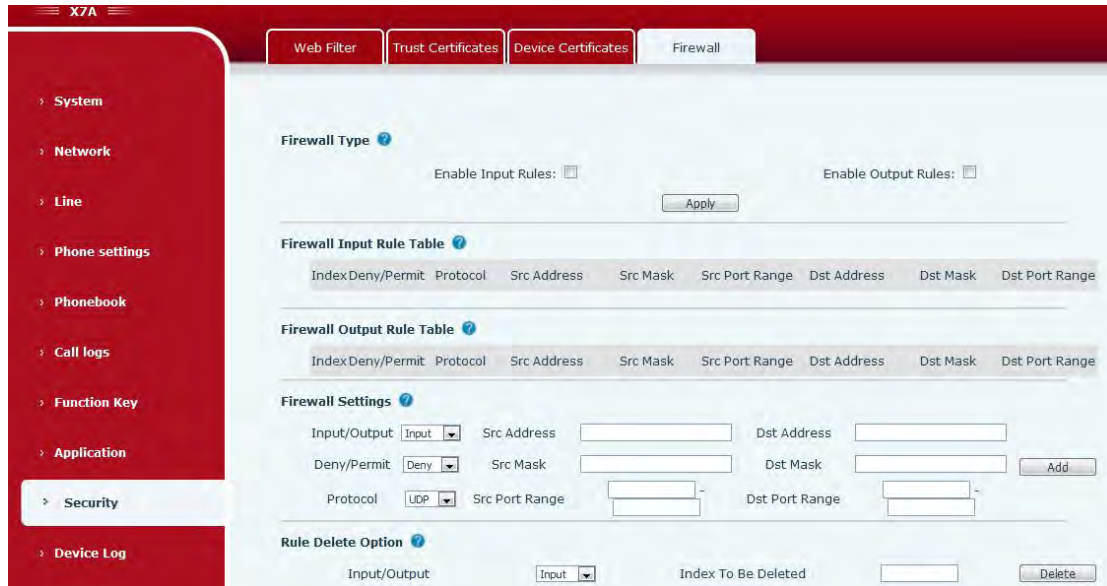 X7A
Web Filter Trust Certificates Device Certificates Firewall
System
Network
Line
Phone settings
Phonebook
Call logs
Function Key
Application
Security
Device Log
Firewall Type ?
Enable Input Rules: Enable Output Rules:
Apply
Firewall Input Rule Table ?
Index Deny/Permit Protocol Src Address Src Mask Src Port Range Dst Address Dst Mask Dst Port Range
Firewall Output Rule Table ?
Index Deny/Permit Protocol Src Address Src Mask Src Port Range Dst Address Dst Mask Dst Port Range
Firewall Settings ?
Input/Output Input Src Address Dst Address
Deny/Permit Deny Src Mask Dst Mask Add
Protocol UDP Src Port Range - Dst Port Range -
Rule Delete Option ?
Input/Output Input Index To Be Deleted Delete